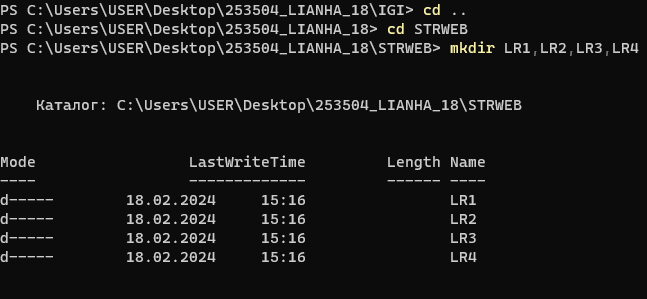 PS C:\Users\USER\Desktop\253504_LIANHA_18\IGI> cd ..
PS C:\Users\USER\Desktop\253504_LIANHA_18> cd STRWEB
PS C:\Users\USER\Desktop\253504_LIANHA_18\STRWEB> mkdir LR1,LR2,LR3,LR4
Каталог: C:\Users\USER\Desktop\253504_LIANHA_18\STRWEB
Mode LastWriteTime Length Name
---- ------------- ------ ----
d----- 18.02.2024 15:16 LR1
d----- 18.02.2024 15:16 LR2
d----- 18.02.2024 15:16 LR3
d----- 18.02.2024 15:16 LR4